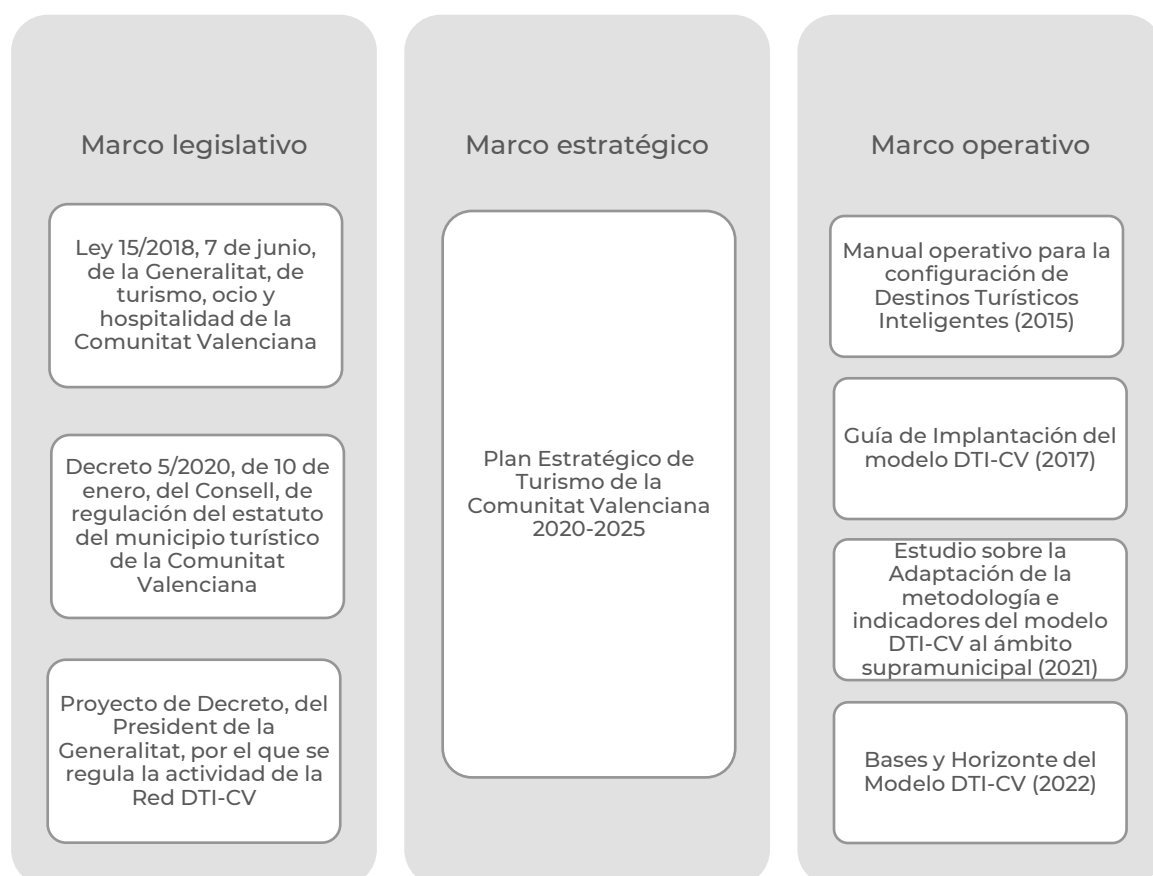 Marco legislativo
Ley 15/2018, 7 de junio,
de la Generalitat, de
turismo, ocio y
hospitalidad de la
Comunitat Valenciana
Decreto 5/2020, de 10 de
enero, del Consell, de
regulación del estatuto
del municipio turístico
de la Comunitat
Valenciana
Proyecto de Decreto, del
President de la
Generalitat, por el que se
regula la actividad de la
Red DTI-CV
Marco estratégico
Plan Estratégico de
Turismo de la
Comunitat Valenciana
2020-2025
Marco operativo
Manual operativo para la
configuración de
Destinos Turísticos
Inteligentes (2015)
Guía de Implantación del
modelo DTI-CV (2017)
Estudio sobre la
Adaptación de la
metodología e
indicadores del modelo
DTI-CV al ámbito
supramunicipal (2021)
Bases y Horizonte del
Modelo DTI-CV (2022)